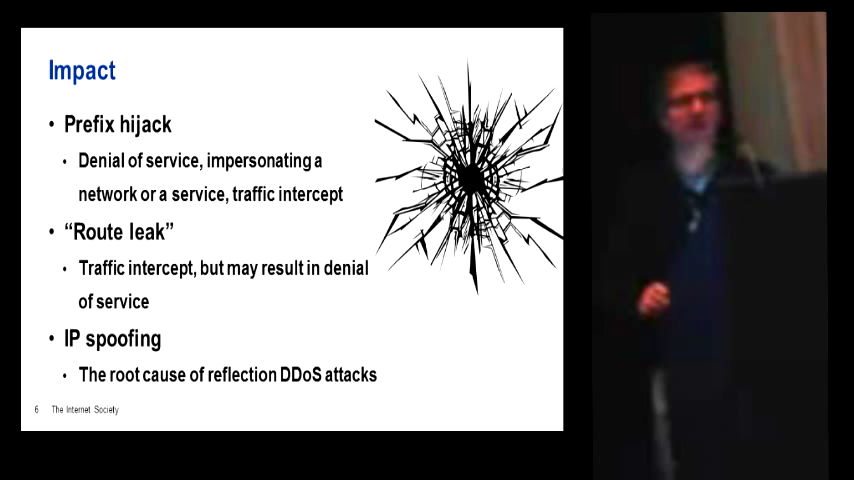 Impact
• Prefix hijack
• Denial of service, impersonating a
network or a service, traffic intercept
• “Route leak”
• Traffic intercept, but may result in denial
of service
• IP spoofing
• The root cause of reflection DDoS attacks
6 The Internet Society